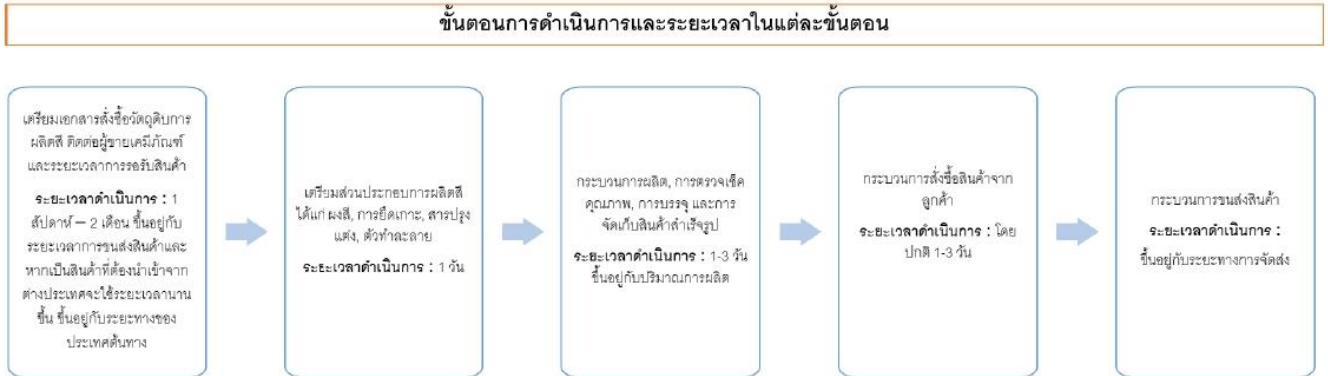 ขั้นตอนการดำเนินการและระยะเวลาในแต่ละขั้นตอน
เตรียมเอกสารสั่งซื้อวัตถุดิบการ
ผลิตสี ติดต่อผู้ขายเคมีภัณฑ์
และระยะเวลาการรอรับสินค้า
ระยะเวลาดำเนินการ : 1
สัปดาห์ – 2 เดือน ขึ้นอยู่กับ
ระยะเวลาการขนส่งสินค้าและ
หากเป็นสินค้าที่ต้องนำเข้าจาก
ต่างประเทศจะใช้ระยะเวลานาน
ขึ้น ขึ้นอยู่กับระยะทางของ
ประเทศต้นทาง
เตรียมส่วนประกอบการผลิตสี
ได้แก่ ผงสี, การยึดเกาะ, สารปรุง
แต่ง, ตัวทำละลาย
ระยะเวลาดำเนินการ : 1 วัน
กระบวนการผลิต, การตรวจเช็ค
คุณภาพ, การบรรจุ และการ
จัดเก็บสินค้าสำเร็จรูป
ระยะเวลาดำเนินการ : 1-3 วัน
ขึ้นอยู่กับปริมาณการผลิต
กระบวนการสั่งซื้อสินค้าจาก
ลูกค้า
ระยะเวลาดำเนินการ : โดย
ปกติ 1-3 วัน
กระบวนการขนส่งสินค้า
ระยะเวลาดำเนินการ :
ขึ้นอยู่กับระยะทางการจัดส่ง